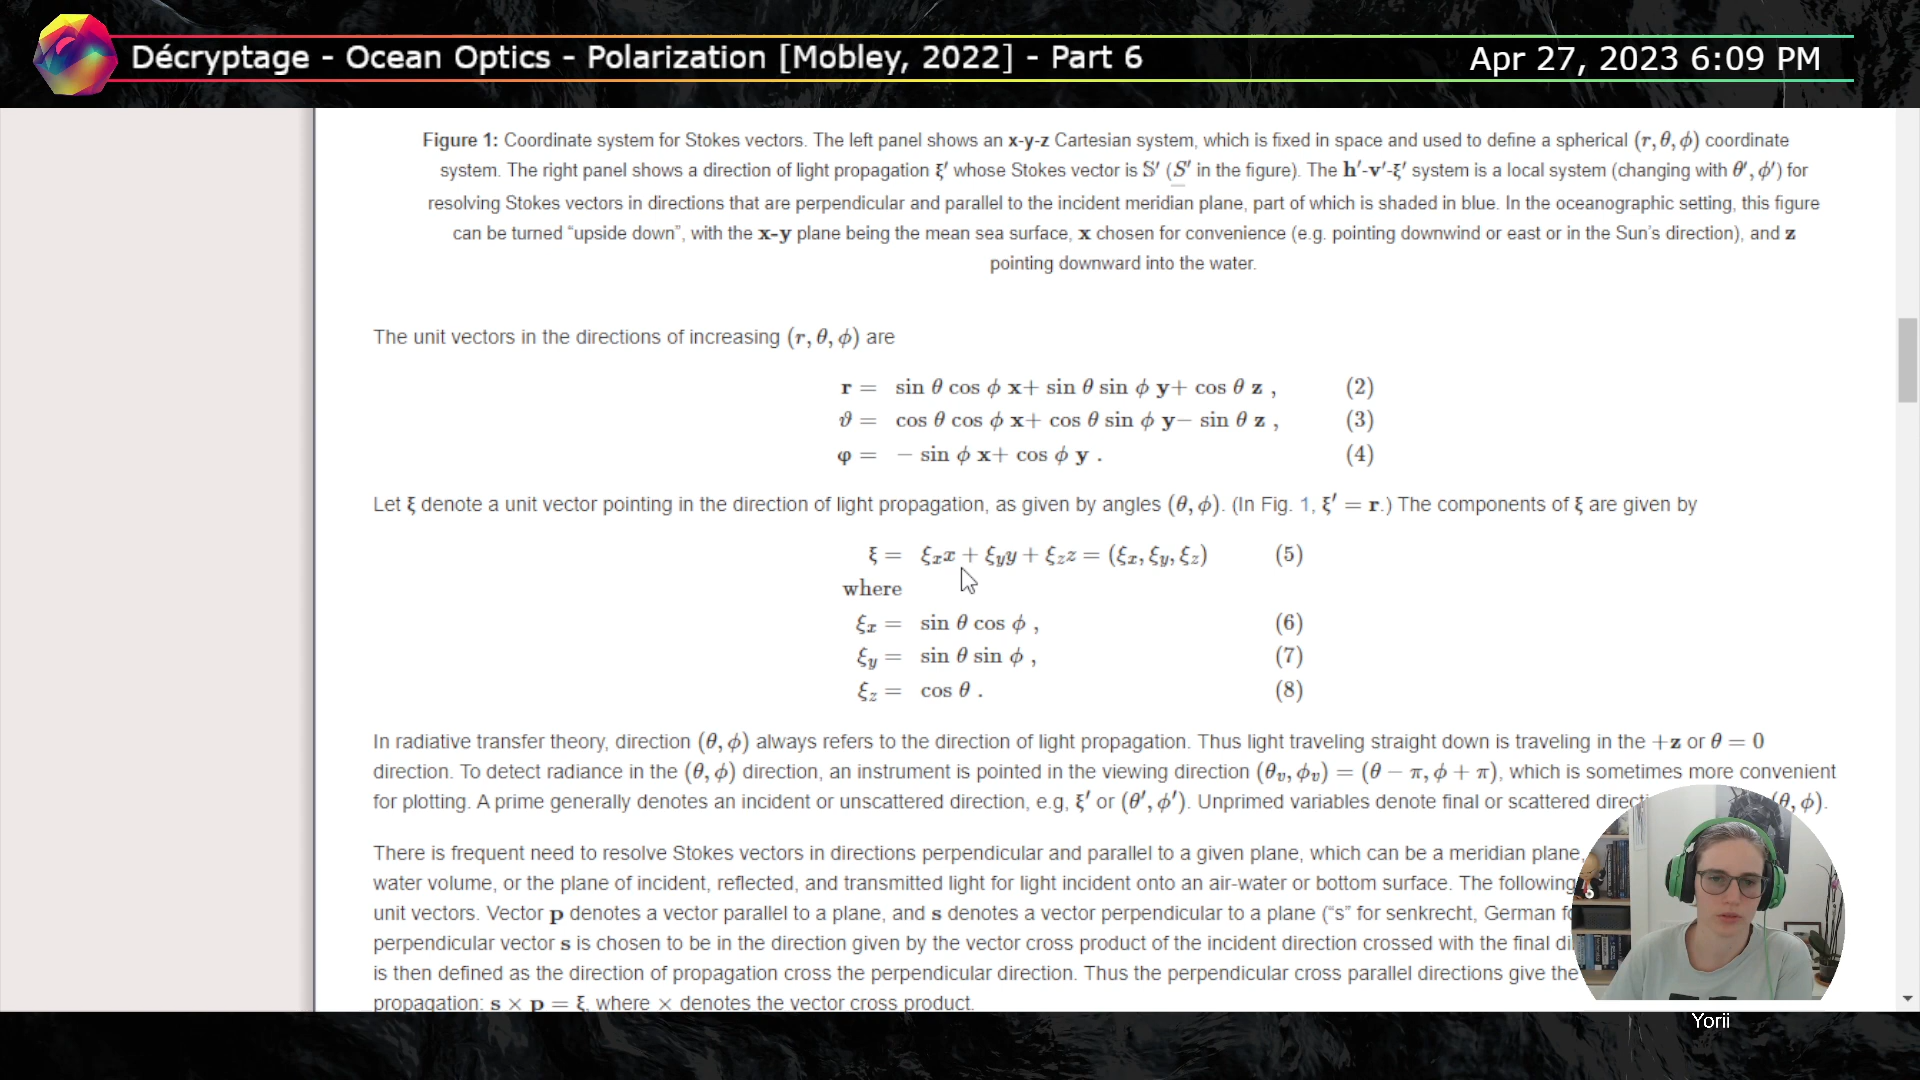 Décryptage - Ocean Optics - Polarization [Mobley, 2022] - Part 6
Apr 27, 2023 6:09 PM
Figure 1: Coordinate system for Stokes vectors. The left panel shows an x-y-z Cartesian system, which is fixed in space and used to define a spherical (r, θ, ϕ) coordinate
system. The right panel shows a direction of light propagation ξ′ whose Stokes vector is 𝕊′ (S′ in the figure). The h′-v′-ξ′ system is a local system (changing with θ′, ϕ′) for
resolving Stokes vectors in directions that are perpendicular and parallel to the incident meridian plane, part of which is shaded in blue. In the oceanographic setting, this figure
can be turned “upside down”, with the x-y plane being the mean sea surface, x chosen for convenience (e.g. pointing downwind or east or in the Sun's direction), and z
pointing downward into the water.
The unit vectors in the directions of increasing (r, θ, ϕ) are
r = sin θ cos ϕ x+ sin θ sin ϕ y+ cos θ z , (2)
ϑ = cos θ cos ϕ x+ cos θ sin ϕ y− sin θ z , (3)
φ = − sin ϕ x+ cos ϕ y . (4)
Let ξ denote a unit vector pointing in the direction of light propagation, as given by angles (θ, ϕ). (In Fig. 1, ξ′ = r.) The components of ξ are given by
ξ = ξₓx + ξᵧy + ξ_z z = (ξₓ, ξᵧ, ξ_z) (5)
where
ξₓ = sin θ cos ϕ , (6)
ξᵧ = sin θ sin ϕ , (7)
ξ_z = cos θ . (8)
In radiative transfer theory, direction (θ, ϕ) always refers to the direction of light propagation. Thus light traveling straight down is traveling in the +z or θ = 0
direction. To detect radiance in the (θ, ϕ) direction, an instrument is pointed in the viewing direction (θᵥ, ϕᵥ) = (θ − π, ϕ + π), which is sometimes more convenient
for plotting. A prime generally denotes an incident or unscattered direction, e.g, ξ′ or (θ′, ϕ′). Unprimed variables denote final or scattered (θ, ϕ).
There is frequent need to resolve Stokes vectors in directions perpendicular and parallel to a given plane, which can be a meridian plane,
water volume, or the plane of incident, reflected, and transmitted light for light incident onto an air-water or bottom surface. The following
unit vectors. Vector p denotes a vector parallel to a plane, and s denotes a vector perpendicular to a plane (“s” for senkrecht, German
perpendicular vector s is chosen to be in the direction given by the vector cross product of the incident direction crossed with the final
is then defined as the direction of propagation cross the perpendicular direction. Thus the perpendicular cross parallel directions give the
propagation: s × p = ξ, where × denotes the vector cross product.
Yorii